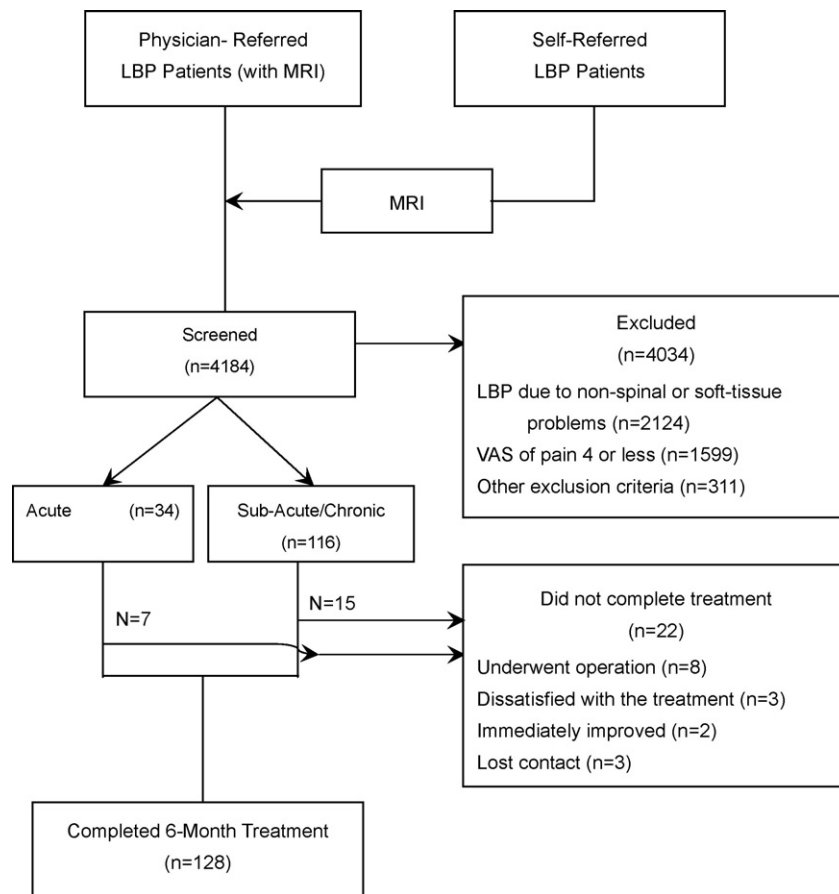 Physician- Referred
LBP Patients (with MRI)
Self-Referred
LBP Patients
MRI
Screened
(n=4184)
Excluded
(n=4034)
LBP due to non-spinal or soft-tissue
problems (n=2124)
VAS of pain 4 or less (n=1599)
Other exclusion criteria (n=311)
Acute (n=34)
Sub-Acute/Chronic
(n=116)
N=7
N=15
Did not complete treatment
(n=22)
Underwent operation (n=8)
Dissatisfied with the treatment (n=3)
Immediately improved (n=2)
Lost contact (n=3)
Completed 6-Month Treatment
(n=128)